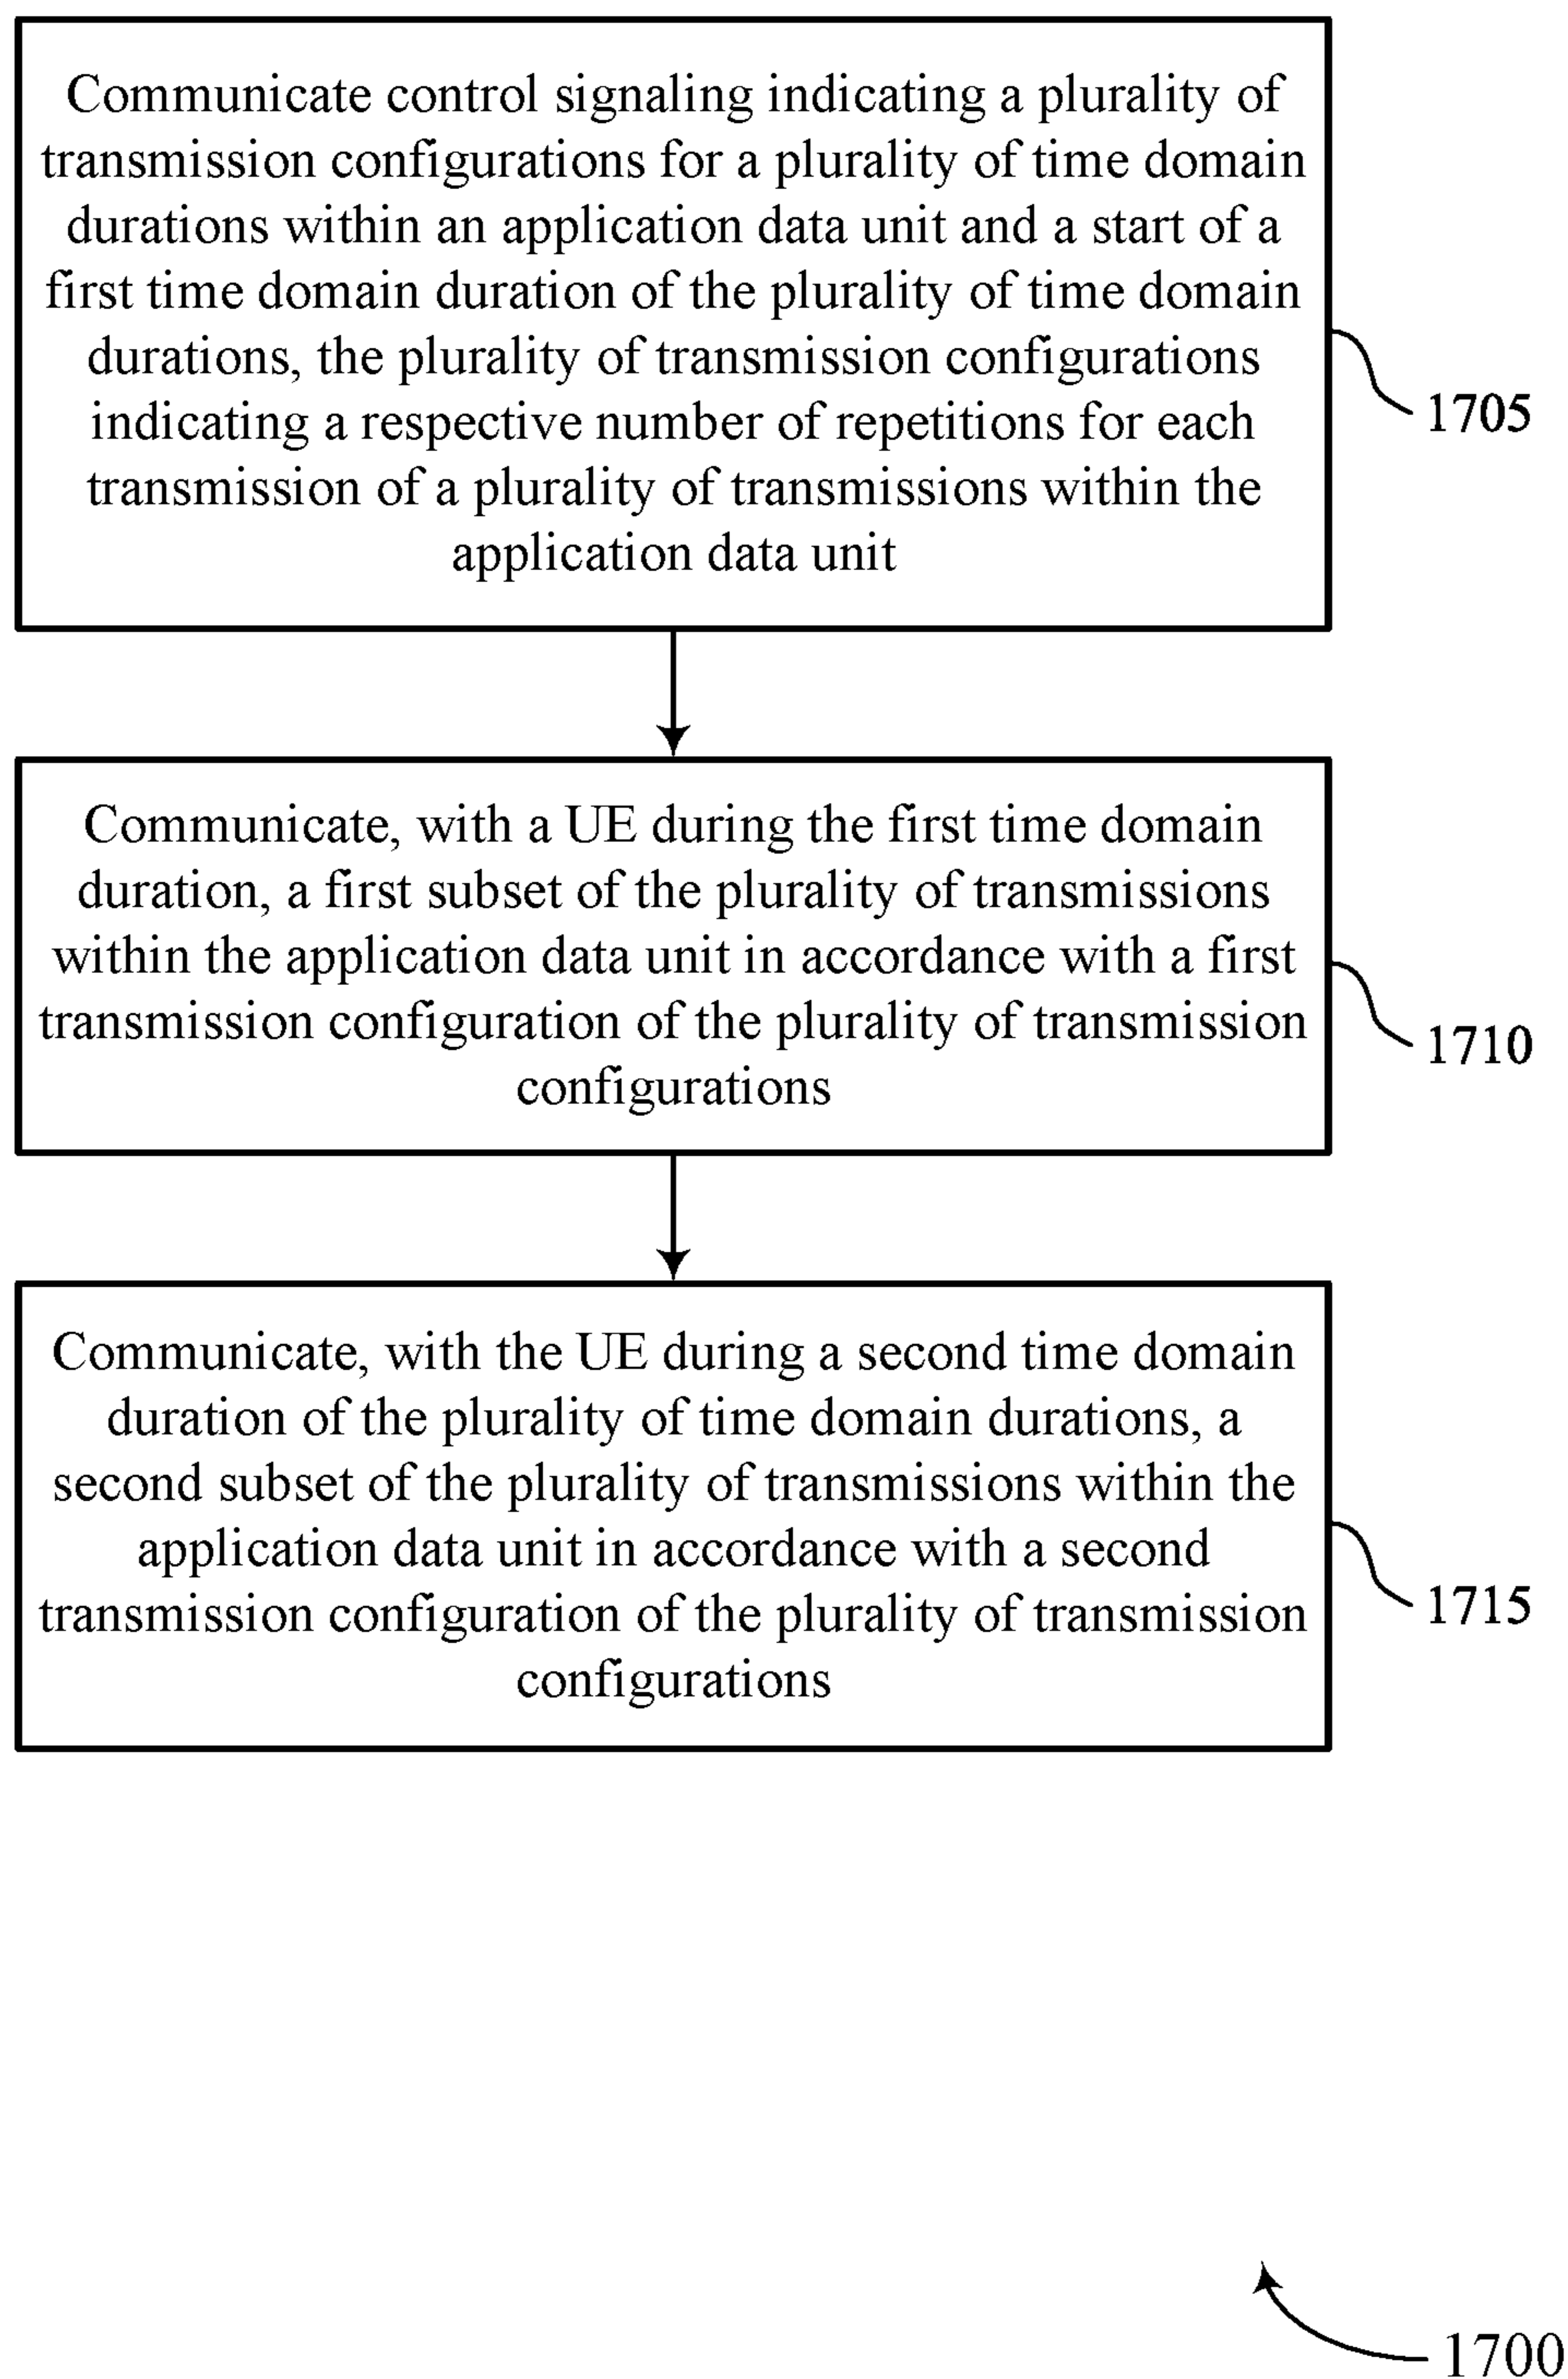 Communicate control signaling indicating a plurality of
transmission configurations for a plurality of time domain
durations within an application data unit and a start of a
first time domain duration of the plurality of time domain
durations, the plurality of transmission configurations
indicating a respective number of repetitions for each
transmission of a plurality of transmissions within the
application data unit
1705
Communicate, with a UE during the first time domain
duration, a first subset of the plurality of transmissions
within the application data unit in accordance with a first
transmission configuration of the plurality of transmission
configurations
1710
Communicate, with the UE during a second time domain
duration of the plurality of time domain durations, a
second subset of the plurality of transmissions within the
application data unit in accordance with a second
transmission configuration of the plurality of transmission
configurations
1715
1700